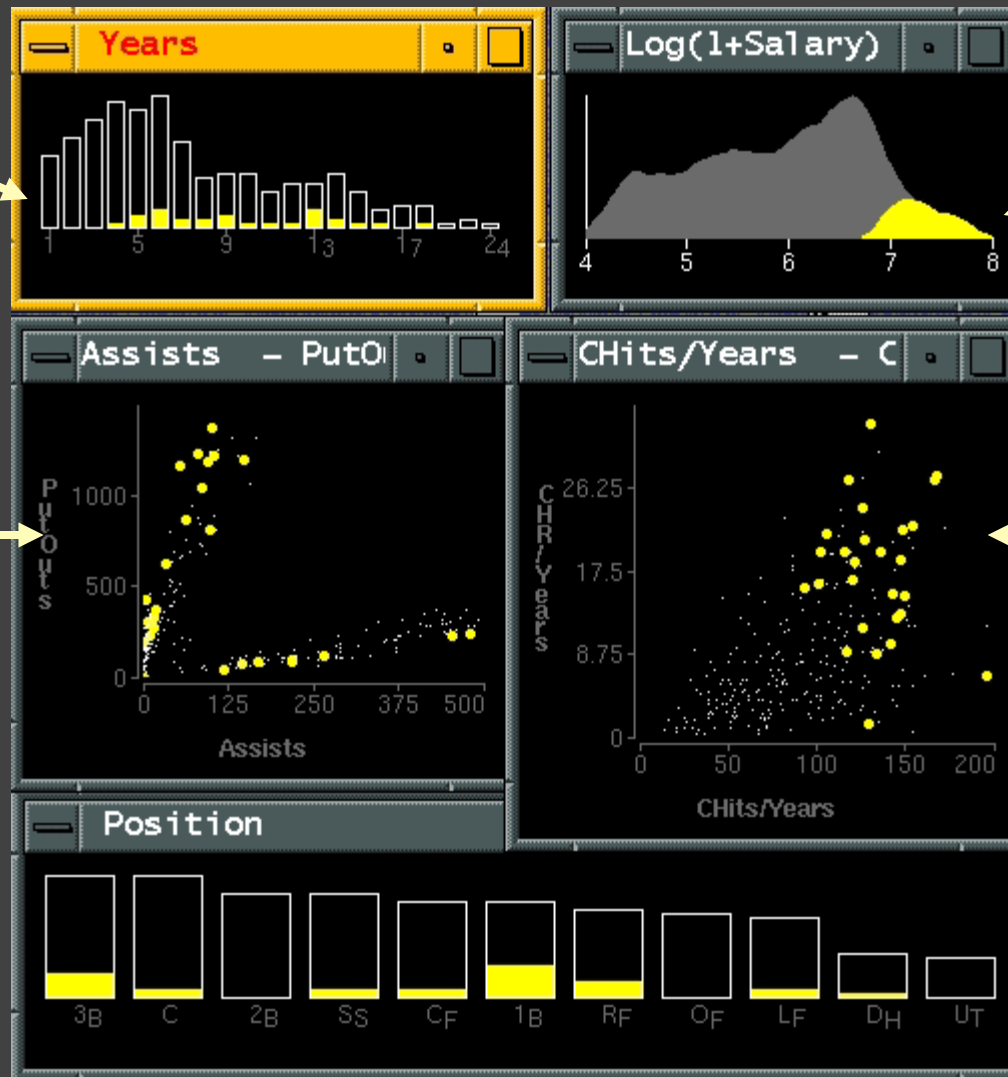 Years
1 5 9 13 17 24
Log(1+Salary)
4 5 6 7 8
Assists - PutO
PutOuts
1000
500
0
0 125 250 375 500
Assists
CHits/Years - C
CHR/Years
26.25
17.5
8.75
0
0 50 100 150 200
CHits/Years
Position
3B C 2B SS CF 1B RF OF LF DH UT